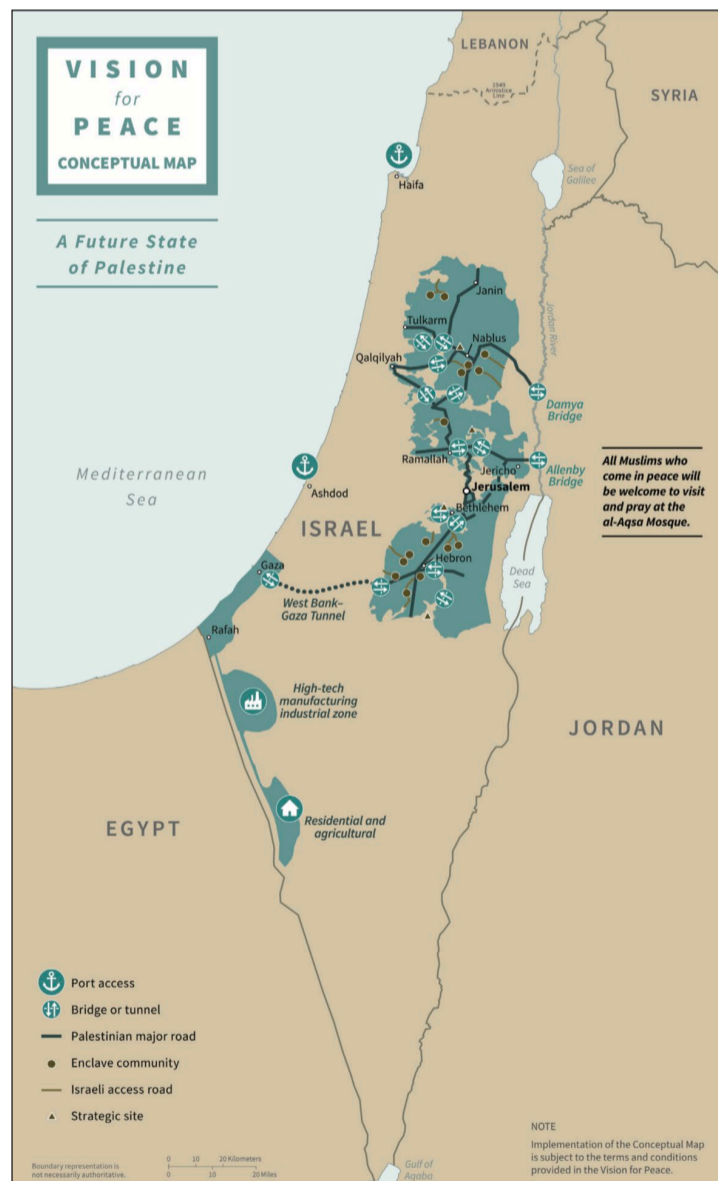 VISION
for
PEACE
CONCEPTUAL MAP
A Future State
of Palestine
LEBANON
1949
Armistice
Line
SYRIA
Haifa
Sea of
Galilee
Janin
Tulkarm
Nablus
Qalqilyah
Jordan River
Damya
Bridge
Ramallah
Jericho
Allenby
Bridge
Jerusalem
All Muslims who
come in peace will
be welcome to visit
and pray at the
al-Aqsa Mosque.
Mediterranean
Sea
Ashdod
Bethlehem
ISRAEL
Hebron
Gaza
Dead
Sea
West Bank–
Gaza Tunnel
Rafah
High-tech
manufacturing
industrial zone
JORDAN
EGYPT
Residential and
agricultural
Port access
Bridge or tunnel
Palestinian major road
Enclave community
Israeli access road
Strategic site
NOTE
Implementation of the Conceptual Map
is subject to the terms and conditions
provided in the Vision for Peace.
Boundary representation is
not necessarily authoritative.
0 10 20 Kilometers
0 10 20 Miles
Gulf of
Aqaba